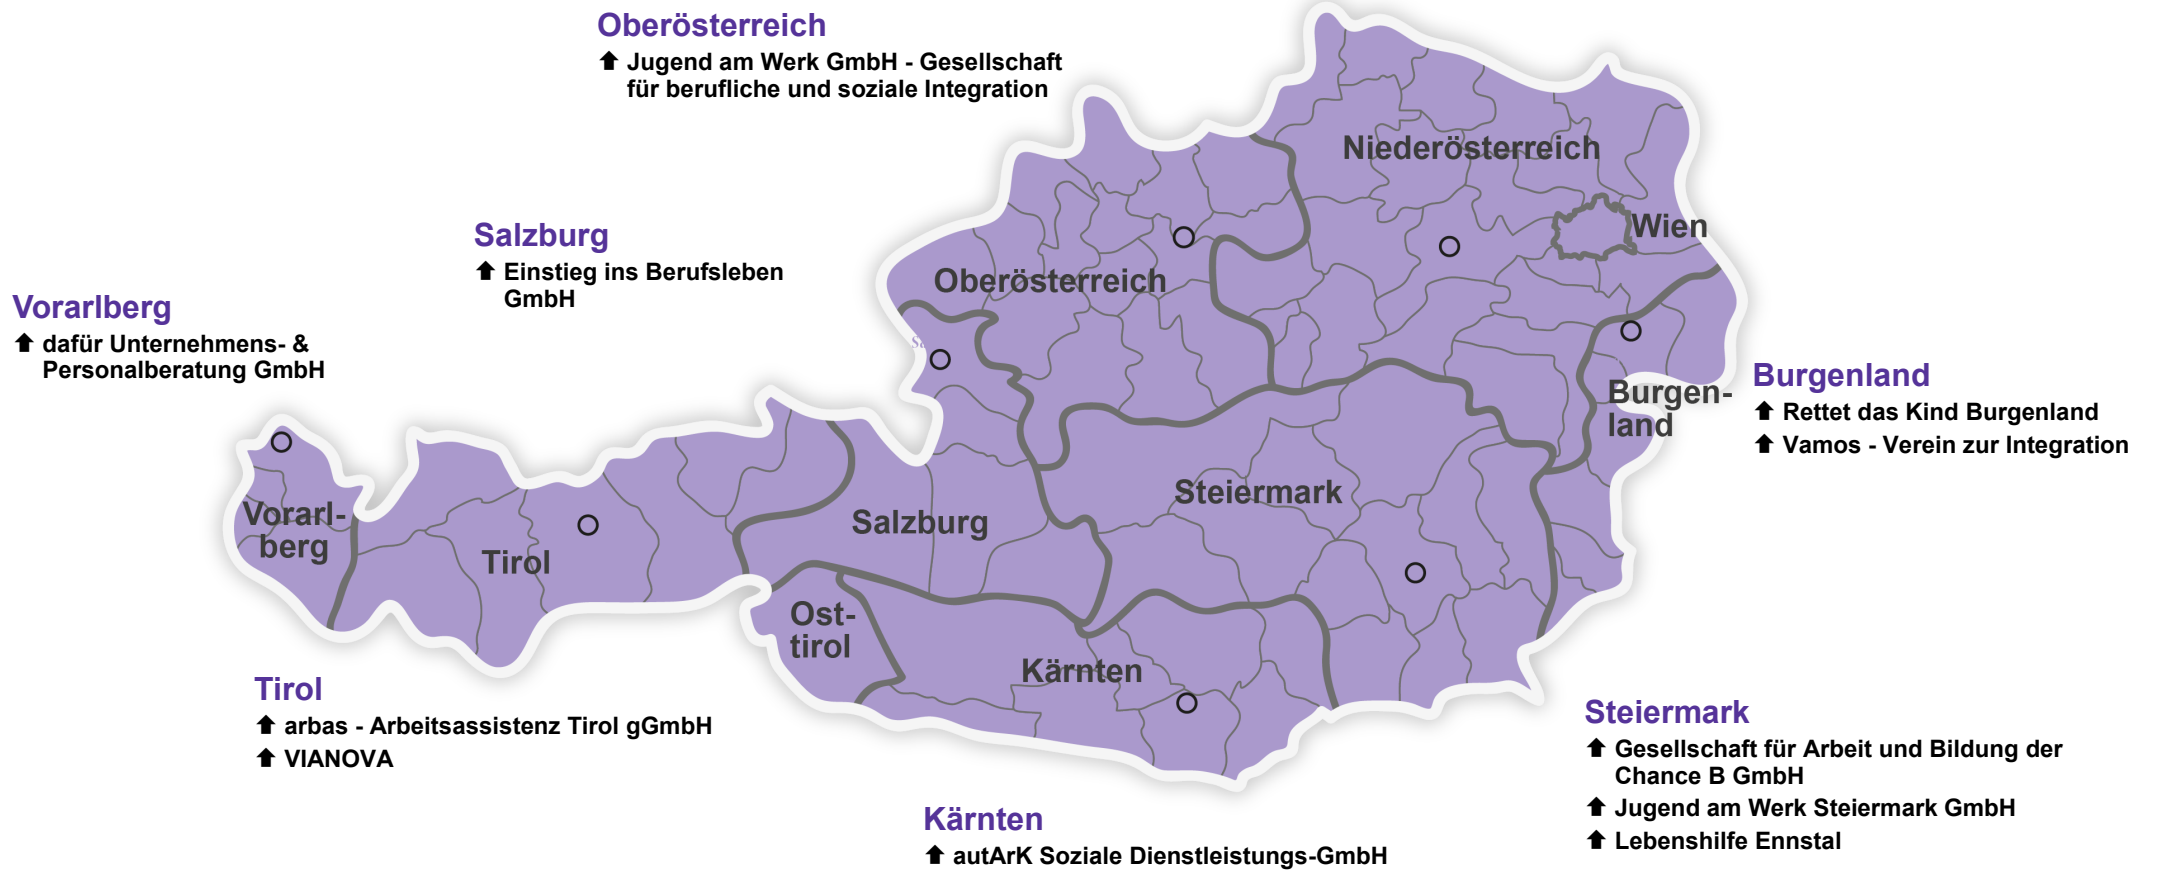 Oberösterreich
Jugend am Werk GmbH - Gesellschaft
für berufliche und soziale Integration
Salzburg
Einstieg ins Berufsleben
GmbH
Vorarlberg
dafür Unternehmens- &
Personalberatung GmbH
Niederösterreich
Wien
Oberösterreich
Burgen-
land
Steiermark
Salzburg
Vorarl-
berg
Tirol
Ost-
tirol
Kärnten
Burgenland
Rettet das Kind Burgenland
Vamos - Verein zur Integration
Tirol
arbas - Arbeitsassistenz Tirol gGmbH
VIANOVA
Kärnten
autArK Soziale Dienstleistungs-GmbH
Steiermark
Gesellschaft für Arbeit und Bildung der
Chance B GmbH
Jugend am Werk Steiermark GmbH
Lebenshilfe Ennstal